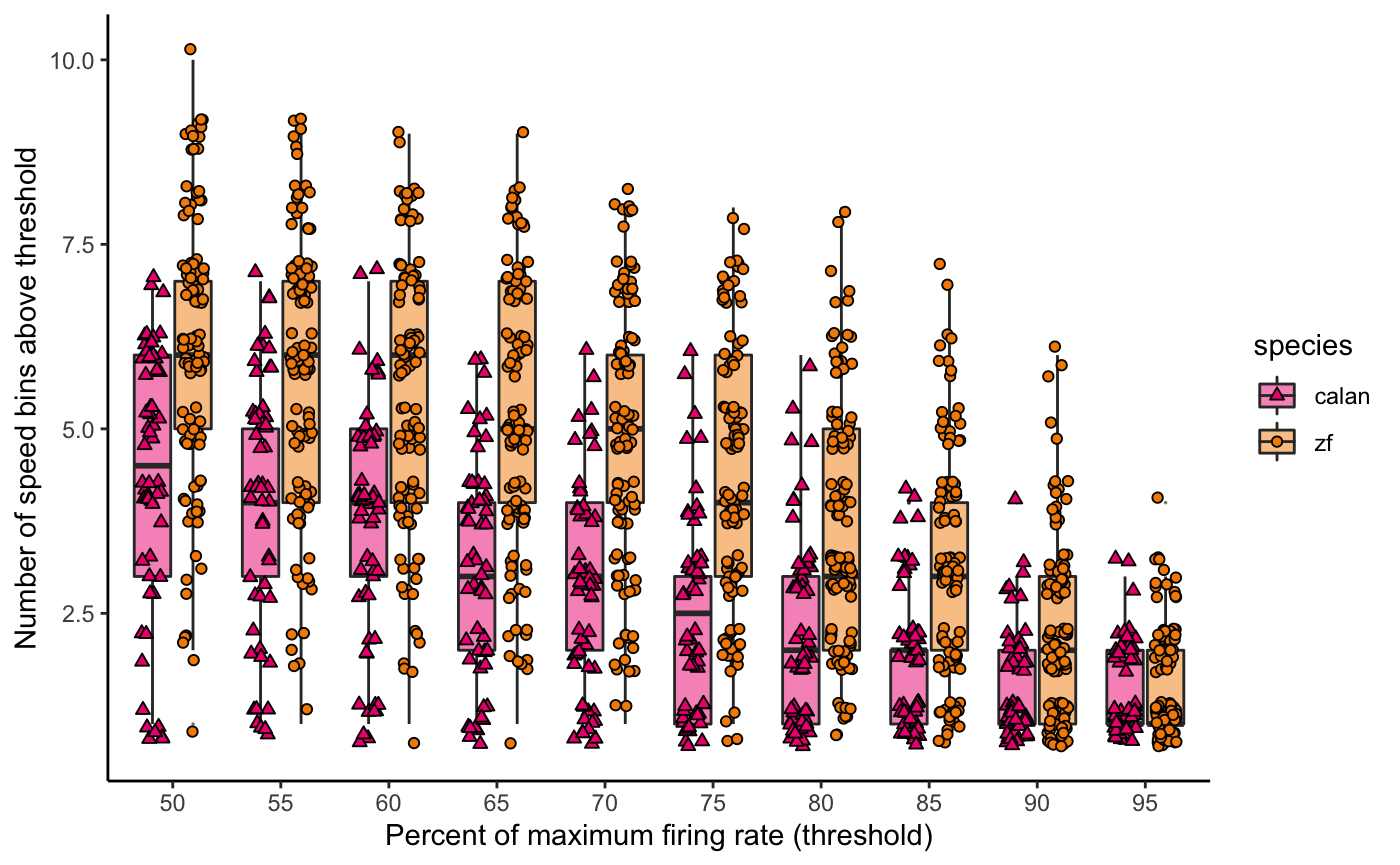 Number of speed bins above threshold
10.0
7.5
5.0
2.5
50 55 60 65 70 75 80 85 90 95
Percent of maximum firing rate (threshold)
species
calan
zf